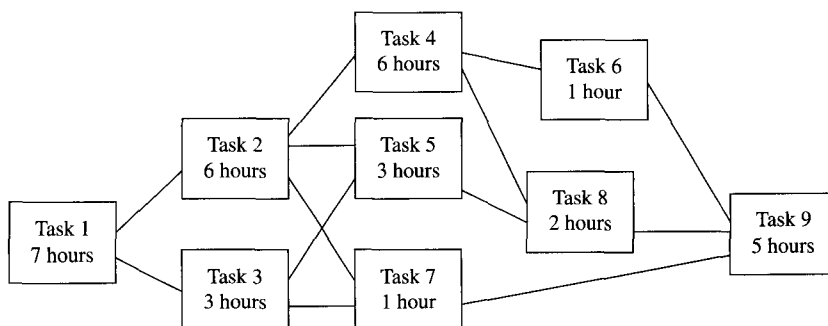 Task 1
7 hours
Task 2
6 hours
Task 3
3 hours
Task 4
6 hours
Task 5
3 hours
Task 7
1 hour
Task 6
1 hour
Task 8
2 hours
Task 9
5 hours